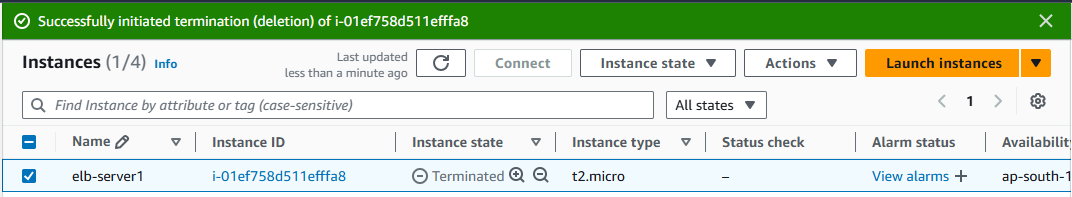 Successfully initiated termination (deletion) of i-01ef758d511efffa8
Instances (1/4) Info Last updated less than a minute ago Connect Instance state Actions Launch instances
Find Instance by attribute or tag (case-sensitive) All states 1
Name Instance ID Instance state Instance type Status check Alarm status Availability
elb-server1 i-01ef758d511efffa8 Terminated t2.micro – View alarms + ap-south-1